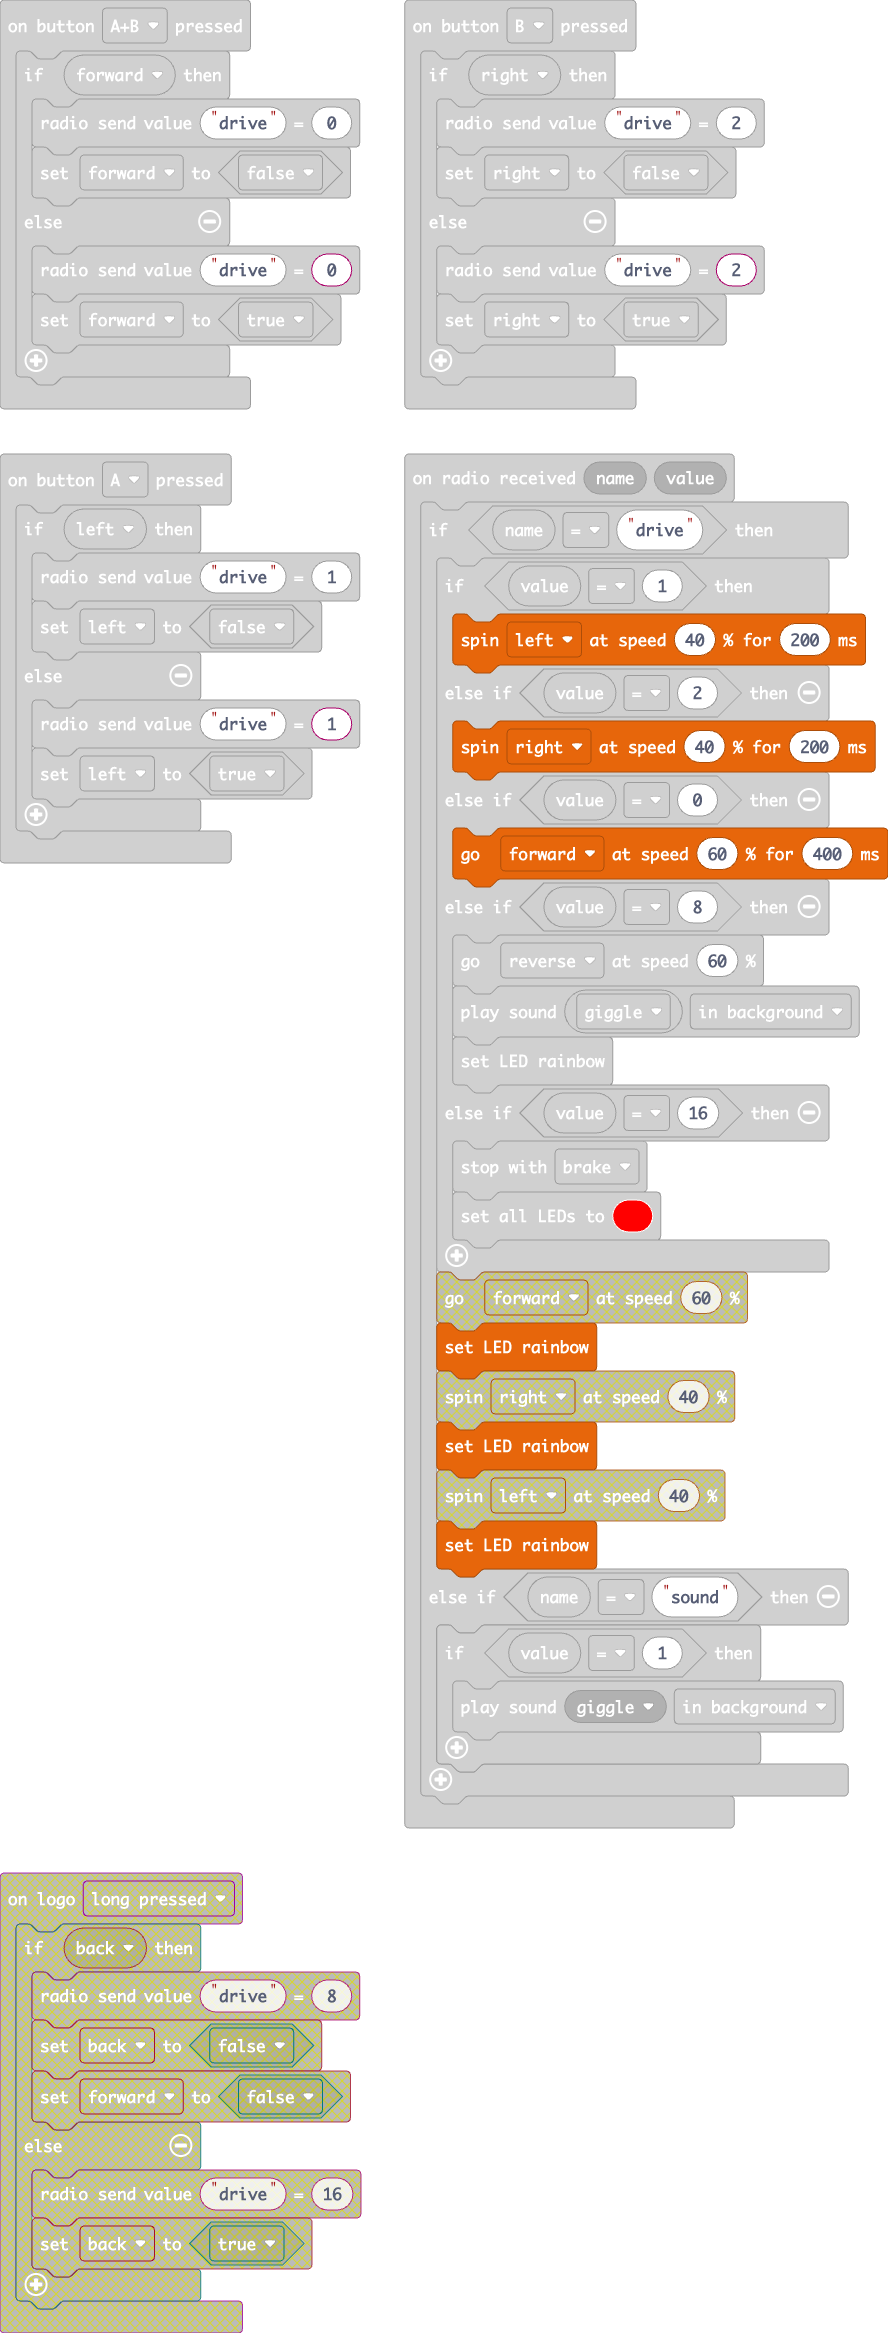 on button A+B pressed
if forward then
radio send value "drive" = 0
set forward to false
else
radio send value "drive" = 0
set forward to true
on button B pressed
if right then
radio send value "drive" = 2
set right to false
else
radio send value "drive" = 2
set right to true
on button A pressed
if left then
radio send value "drive" = 1
set left to false
else
radio send value "drive" = 1
set left to true
on radio received name value
if name = "drive" then
if value = 1 then
spin left at speed 40 % for 200 ms
else if value = 2 then
spin right at speed 40 % for 200 ms
else if value = 0 then
go forward at speed 60 % for 400 ms
else if value = 8 then
go reverse at speed 60 %
play sound giggle in background
set LED rainbow
else if value = 16 then
stop with brake
set all LEDs to
go forward at speed 60 %
set LED rainbow
spin right at speed 40 %
set LED rainbow
spin left at speed 40 %
set LED rainbow
else if name = "sound" then
if value = 1 then
play sound giggle in background
on logo long pressed
if back then
radio send value "drive" = 8
set back to false
set forward to false
else
radio send value "drive" = 16
set back to true